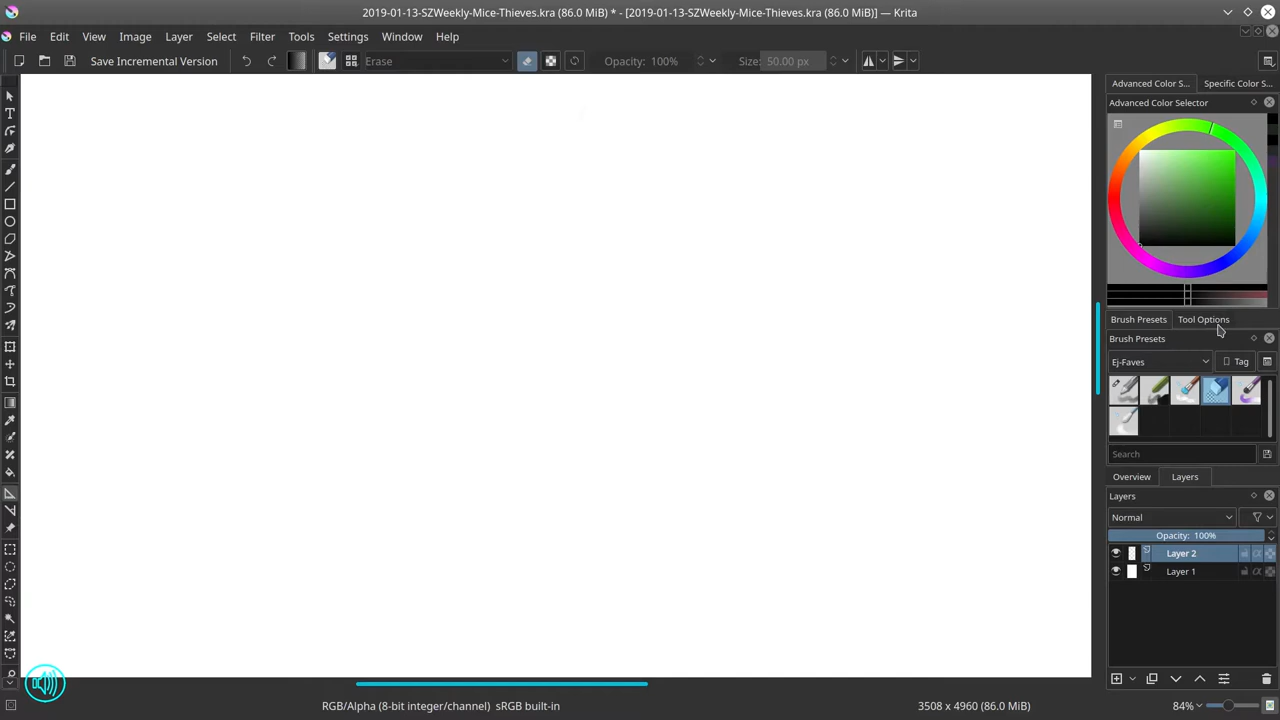 2019-01-13-SZWeekly-Mice-Thieves.kra (86.0 MiB) * - [2019-01-13-SZWeekly-Mice-Thieves.kra (86.0 MiB)] — Krita
File Edit View Image Layer Select Filter Tools Settings Window Help
Save Incremental Version Erase Opacity: 100% Size: 50.00 px
Advanced Color S... Specific Color S...
Advanced Color Selector
Brush Presets Tool Options
Brush Presets
Ej-Faves Tag
Search
Overview Layers
Layers
Normal
Opacity: 100%
Layer 2
Layer 1
RGB/Alpha (8-bit integer/channel) sRGB built-in 3508 x 4960 (86.0 MiB) 84%